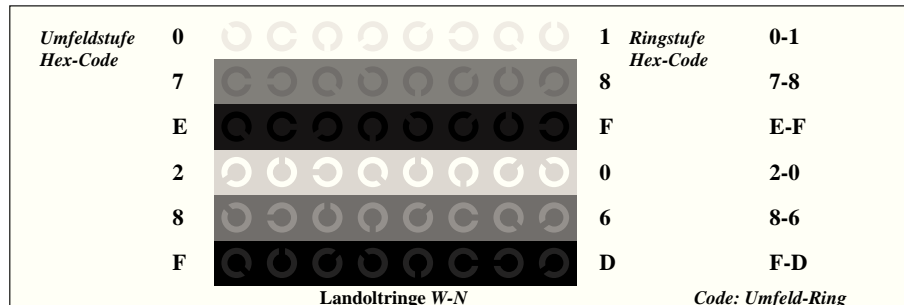 Umfeldstufe 0 1 Ringstufe 0-1
Hex-Code Hex-Code
7 8 7-8
E F E-F
2 0 2-0
8 6 8-6
F D F-D
Landoltringe W-N Code: Umfeld-Ring